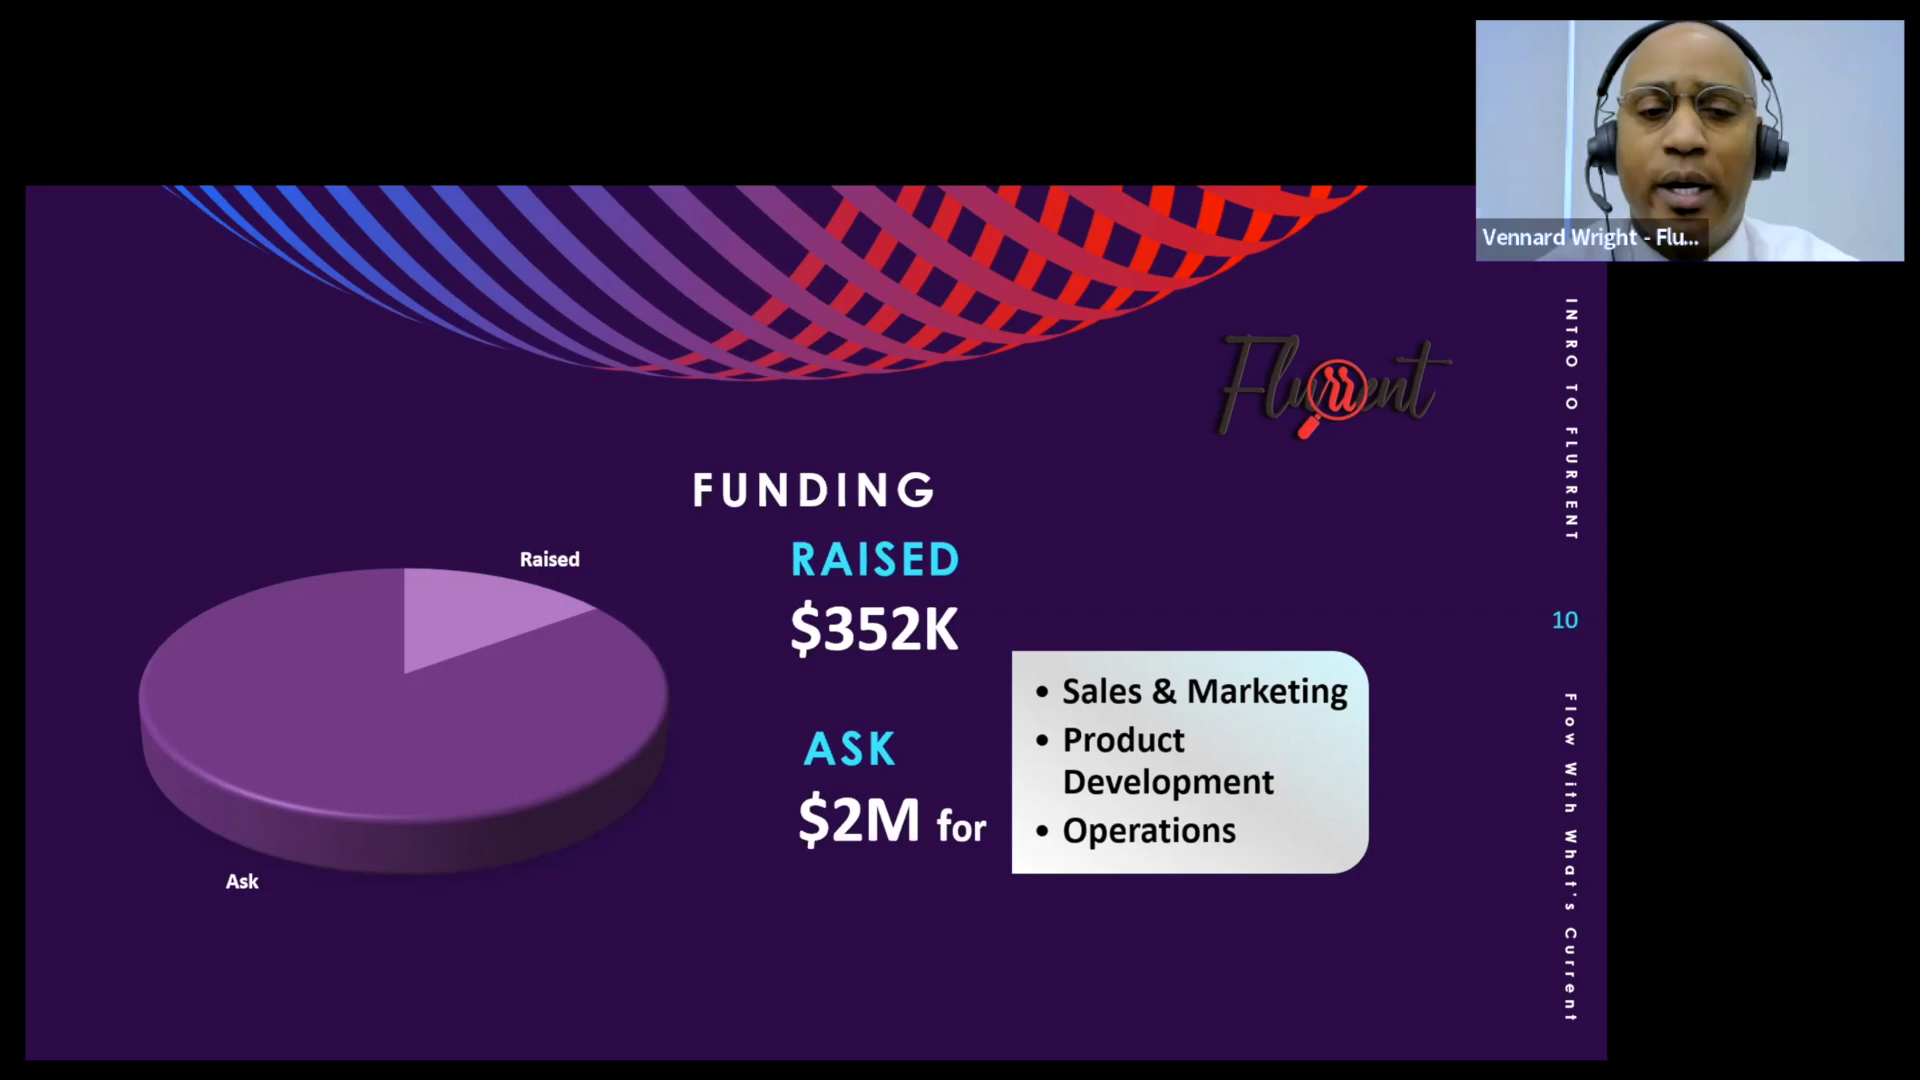 Vennard Wright - Flu...
Flurrent
FUNDING
RAISED
$352K
ASK
$2M for
• Sales & Marketing
• Product
Development
• Operations
Raised
Ask
INTRO TO FLURRENT
10
Flow With What's Current